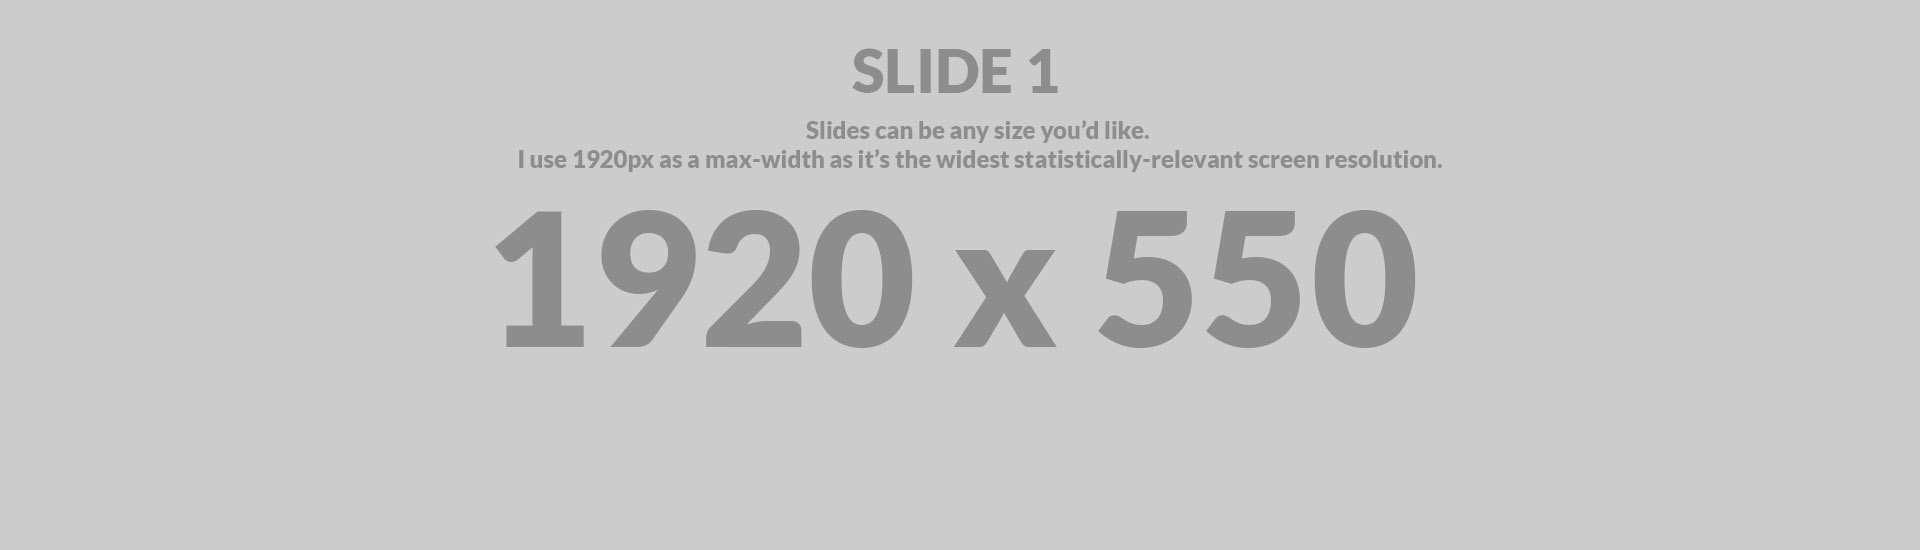 SLIDE 1
Slides can be any size you’d like.
I use 1920px as a max-width as it’s the widest statistically-relevant screen resolution.
1920 x 550